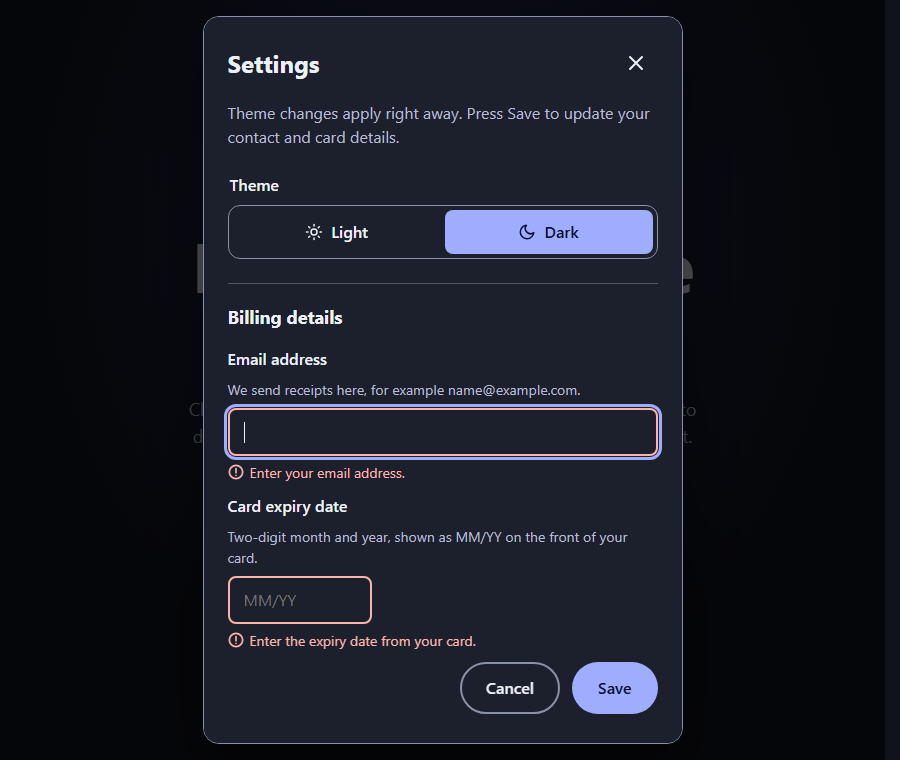 Settings
Theme changes apply right away. Press Save to update your
contact and card details.
Theme
Light
Dark
Billing details
Email address
We send receipts here, for example name@example.com.
Enter your email address.
Card expiry date
Two-digit month and year, shown as MM/YY on the front of your
card.
MM/YY
Enter the expiry date from your card.
Cancel
Save